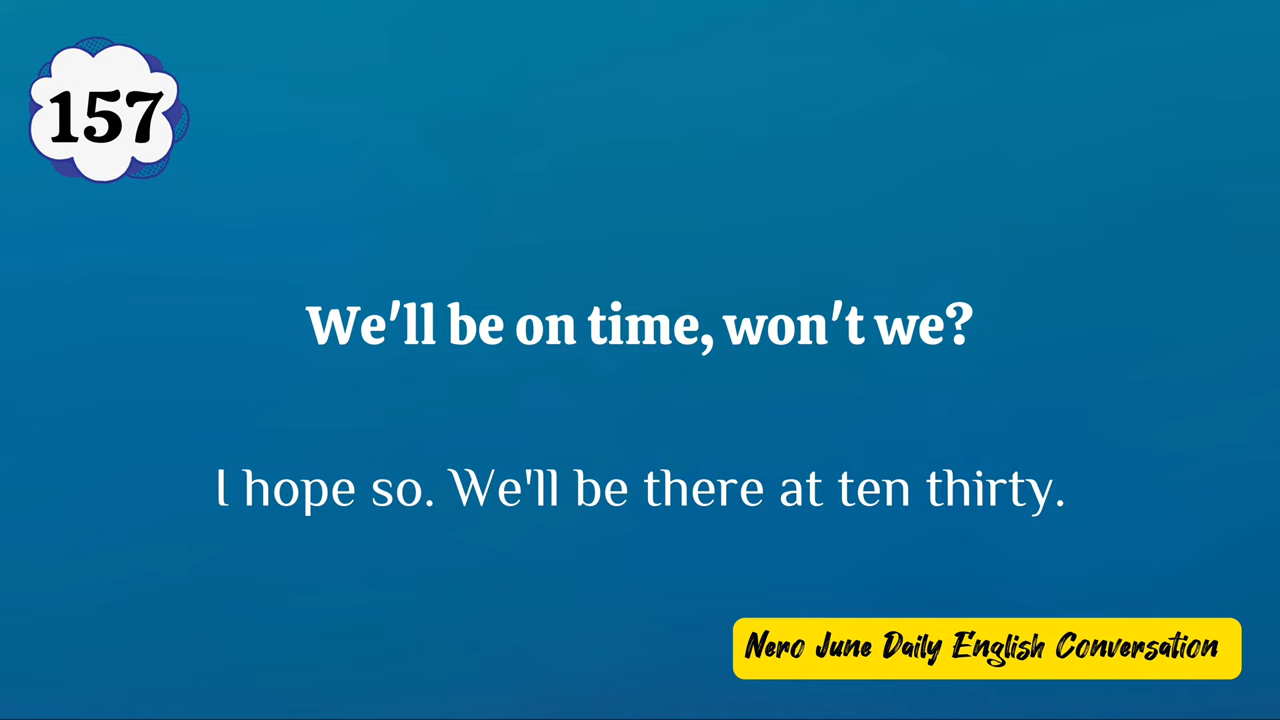 157
We'll be on time, won't we?
I hope so. We'll be there at ten thirty.
Nero June Daily English Conversation